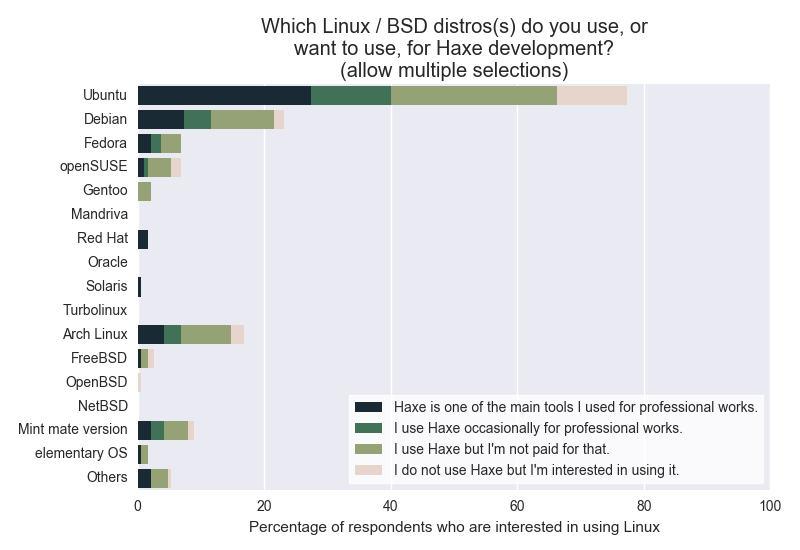 Which Linux / BSD distros(s) do you use, or
want to use, for Haxe development?
(allow multiple selections)
Ubuntu
Debian
Fedora
openSUSE
Gentoo
Mandriva
Red Hat
Oracle
Solaris
Turbolinux
Arch Linux
FreeBSD
OpenBSD
NetBSD
Mint mate version
elementary OS
Others
Haxe is one of the main tools I used for professional works.
I use Haxe occasionally for professional works.
I use Haxe but I'm not paid for that.
I do not use Haxe but I'm interested in using it.
0 20 40 60 80 100
Percentage of respondents who are interested in using Linux